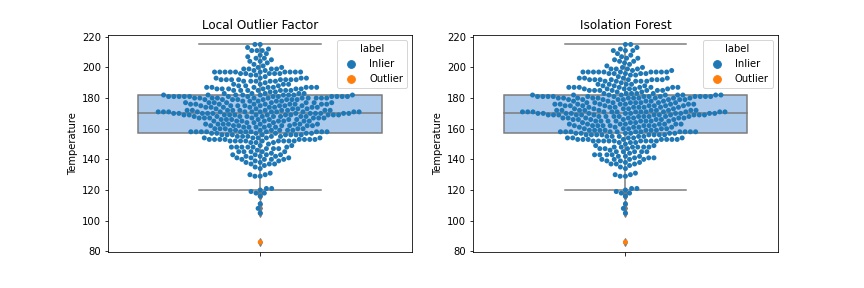 Local Outlier Factor
220
200
180
160
140
120
100
80
Temperature
label
Inlier
Outlier
Isolation Forest
220
200
180
160
140
120
100
80
Temperature
label
Inlier
Outlier